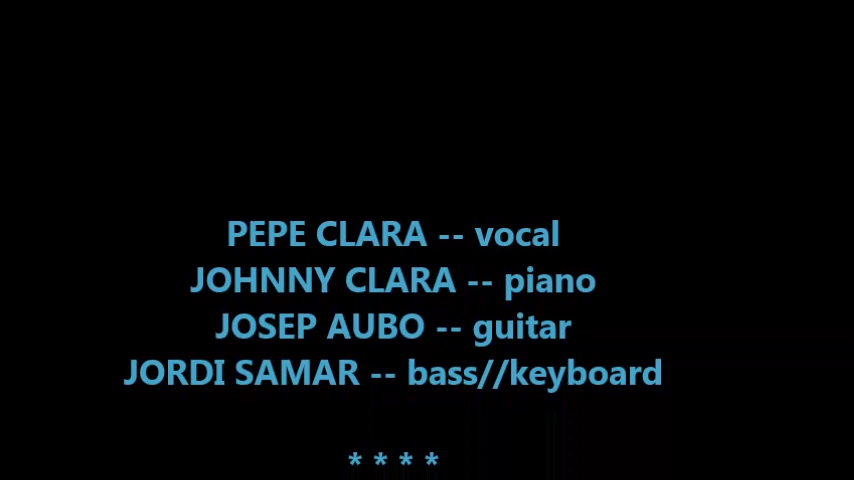 PEPE CLARA -- vocal
JOHNNY CLARA -- piano
JOSEP AUBO -- guitar
JORDI SAMAR -- bass//keyboard
* * * *